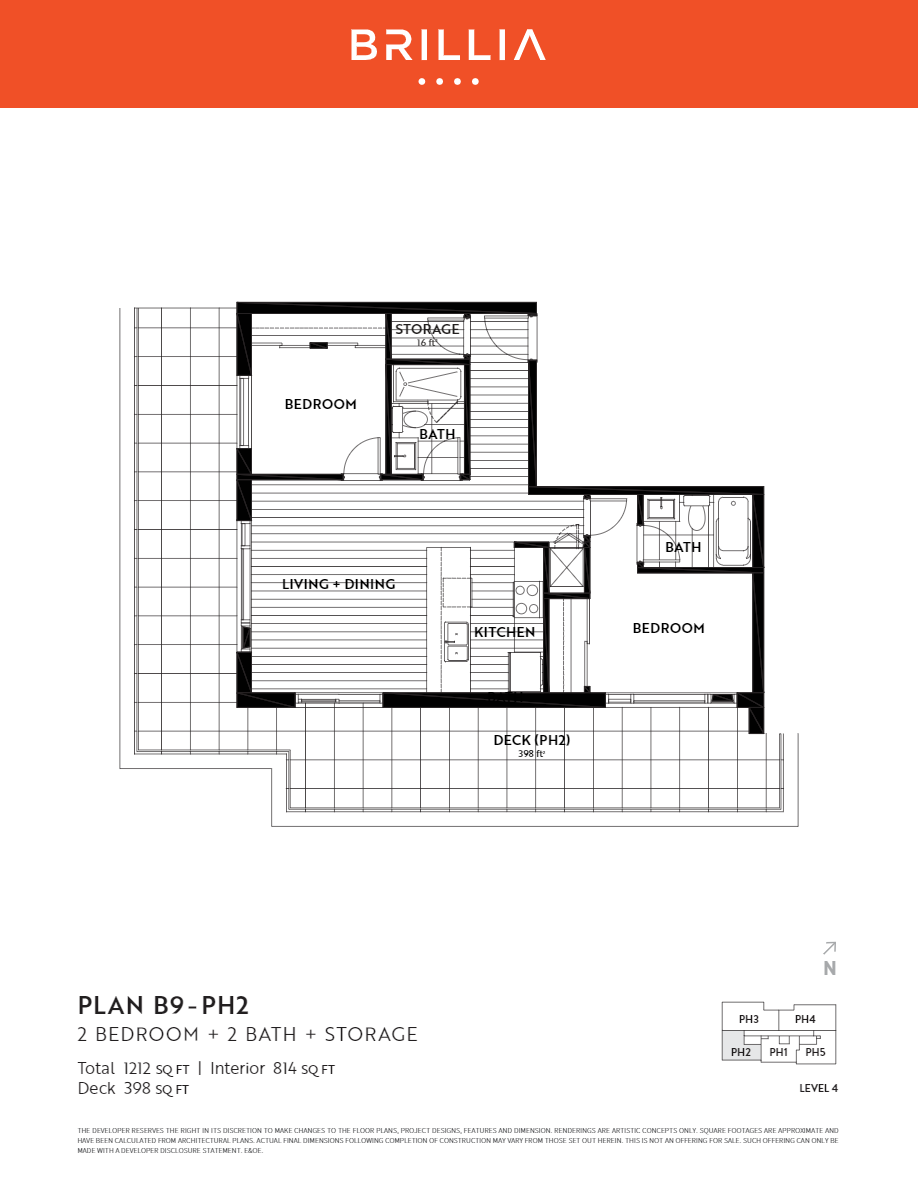 BRILLIA
STORAGE
16 ft²
BEDROOM
BATH
BATH
LIVING + DINING
KITCHEN
BEDROOM
DECK (PH2)
398 ft²
N
PLAN B9-PH2
2 BEDROOM + 2 BATH + STORAGE
Total 1212 SQ FT | Interior 814 SQ FT
Deck 398 SQ FT
PH3 PH4
PH2 PH1 PH5
LEVEL 4
THE DEVELOPER RESERVES THE RIGHT IN ITS DISCRETION TO MAKE CHANGES TO THE FLOOR PLANS, PROJECT DESIGNS, FEATURES AND DIMENSION. RENDERINGS ARE ARTISTIC CONCEPTS ONLY. SQUARE FOOTAGES ARE APPROXIMATE AND
HAVE BEEN CALCULATED FROM ARCHITECTURAL PLANS. ACTUAL FINAL DIMENSIONS FOLLOWING COMPLETION OF CONSTRUCTION MAY VARY FROM THOSE SET OUT HEREIN. THIS IS NOT AN OFFERING FOR SALE. SUCH OFFERING CAN ONLY BE
MADE WITH A DEVELOPER DISCLOSURE STATEMENT. E&OE.